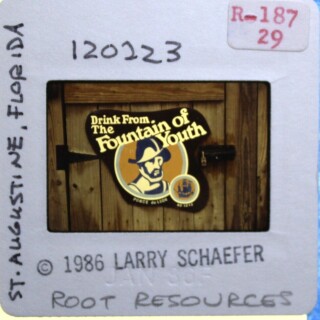 R-187
29
120223
ST. AUGUSTINE, FLORIDA
Drink From
The
Fountain of
Youth
© 1986 LARRY SCHAEFER
ROOT RESOURCES